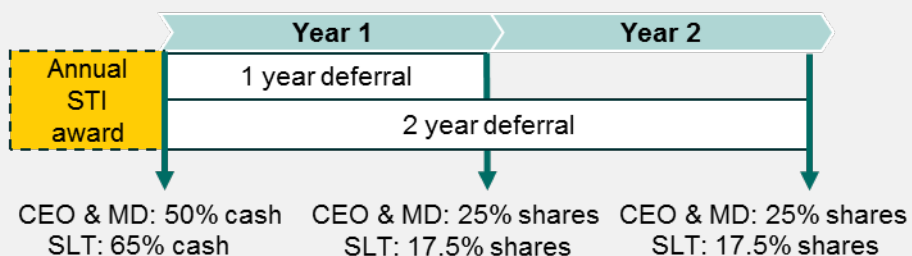 Year 1
Year 2
Annual
STI
award
1 year deferral
2 year deferral
CEO & MD: 50% cash
SLT: 65% cash
CEO & MD: 25% shares
SLT: 17.5% shares
CEO & MD: 25% shares
SLT: 17.5% shares